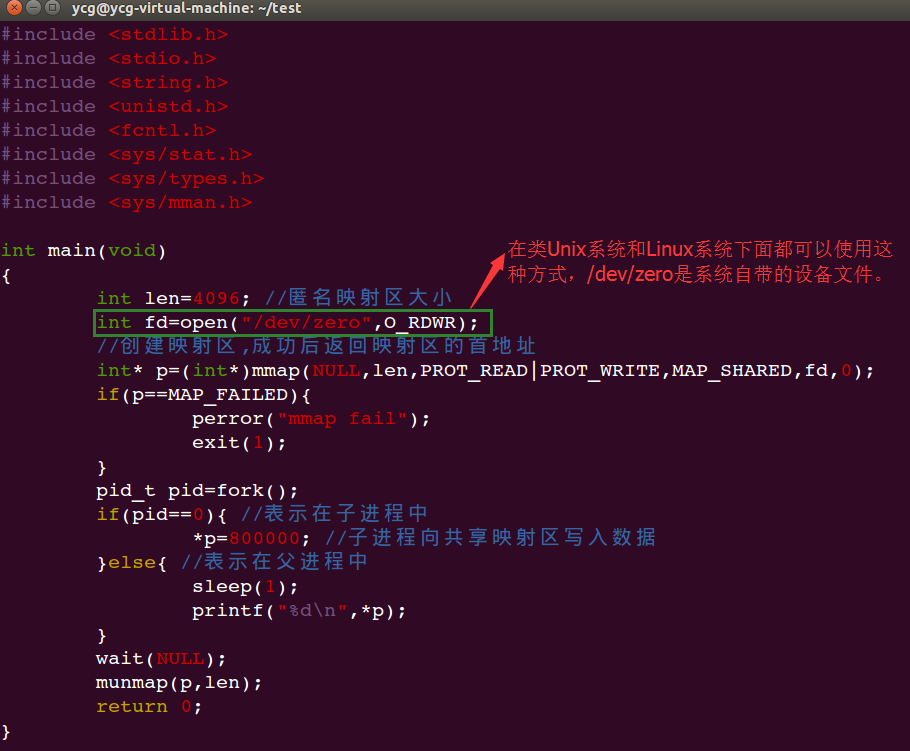 ycg@ycg-virtual-machine: ~/test
#include <stdlib.h>
#include <stdio.h>
#include <string.h>
#include <unistd.h>
#include <fcntl.h>
#include <sys/stat.h>
#include <sys/types.h>
#include <sys/mman.h>
int main(void)
{
在类Unix系统和Linux系统下面都可以使用这
种方式，/dev/zero是系统自带的设备文件。
int len=4096; //匿名映射区大小
int fd=open("/dev/zero",O_RDWR);
//创建映射区,成功后返回映射区的首地址
int* p=(int*)mmap(NULL,len,PROT_READ|PROT_WRITE,MAP_SHARED,fd,0);
if(p==MAP_FAILED){
perror("mmap fail");
exit(1);
}
pid_t pid=fork();
if(pid==0){ //表示在子进程中
*p=800000; //子进程向共享映射区写入数据
}else{ //表示在父进程中
sleep(1);
printf("%d\n",*p);
}
wait(NULL);
munmap(p,len);
return 0;
}